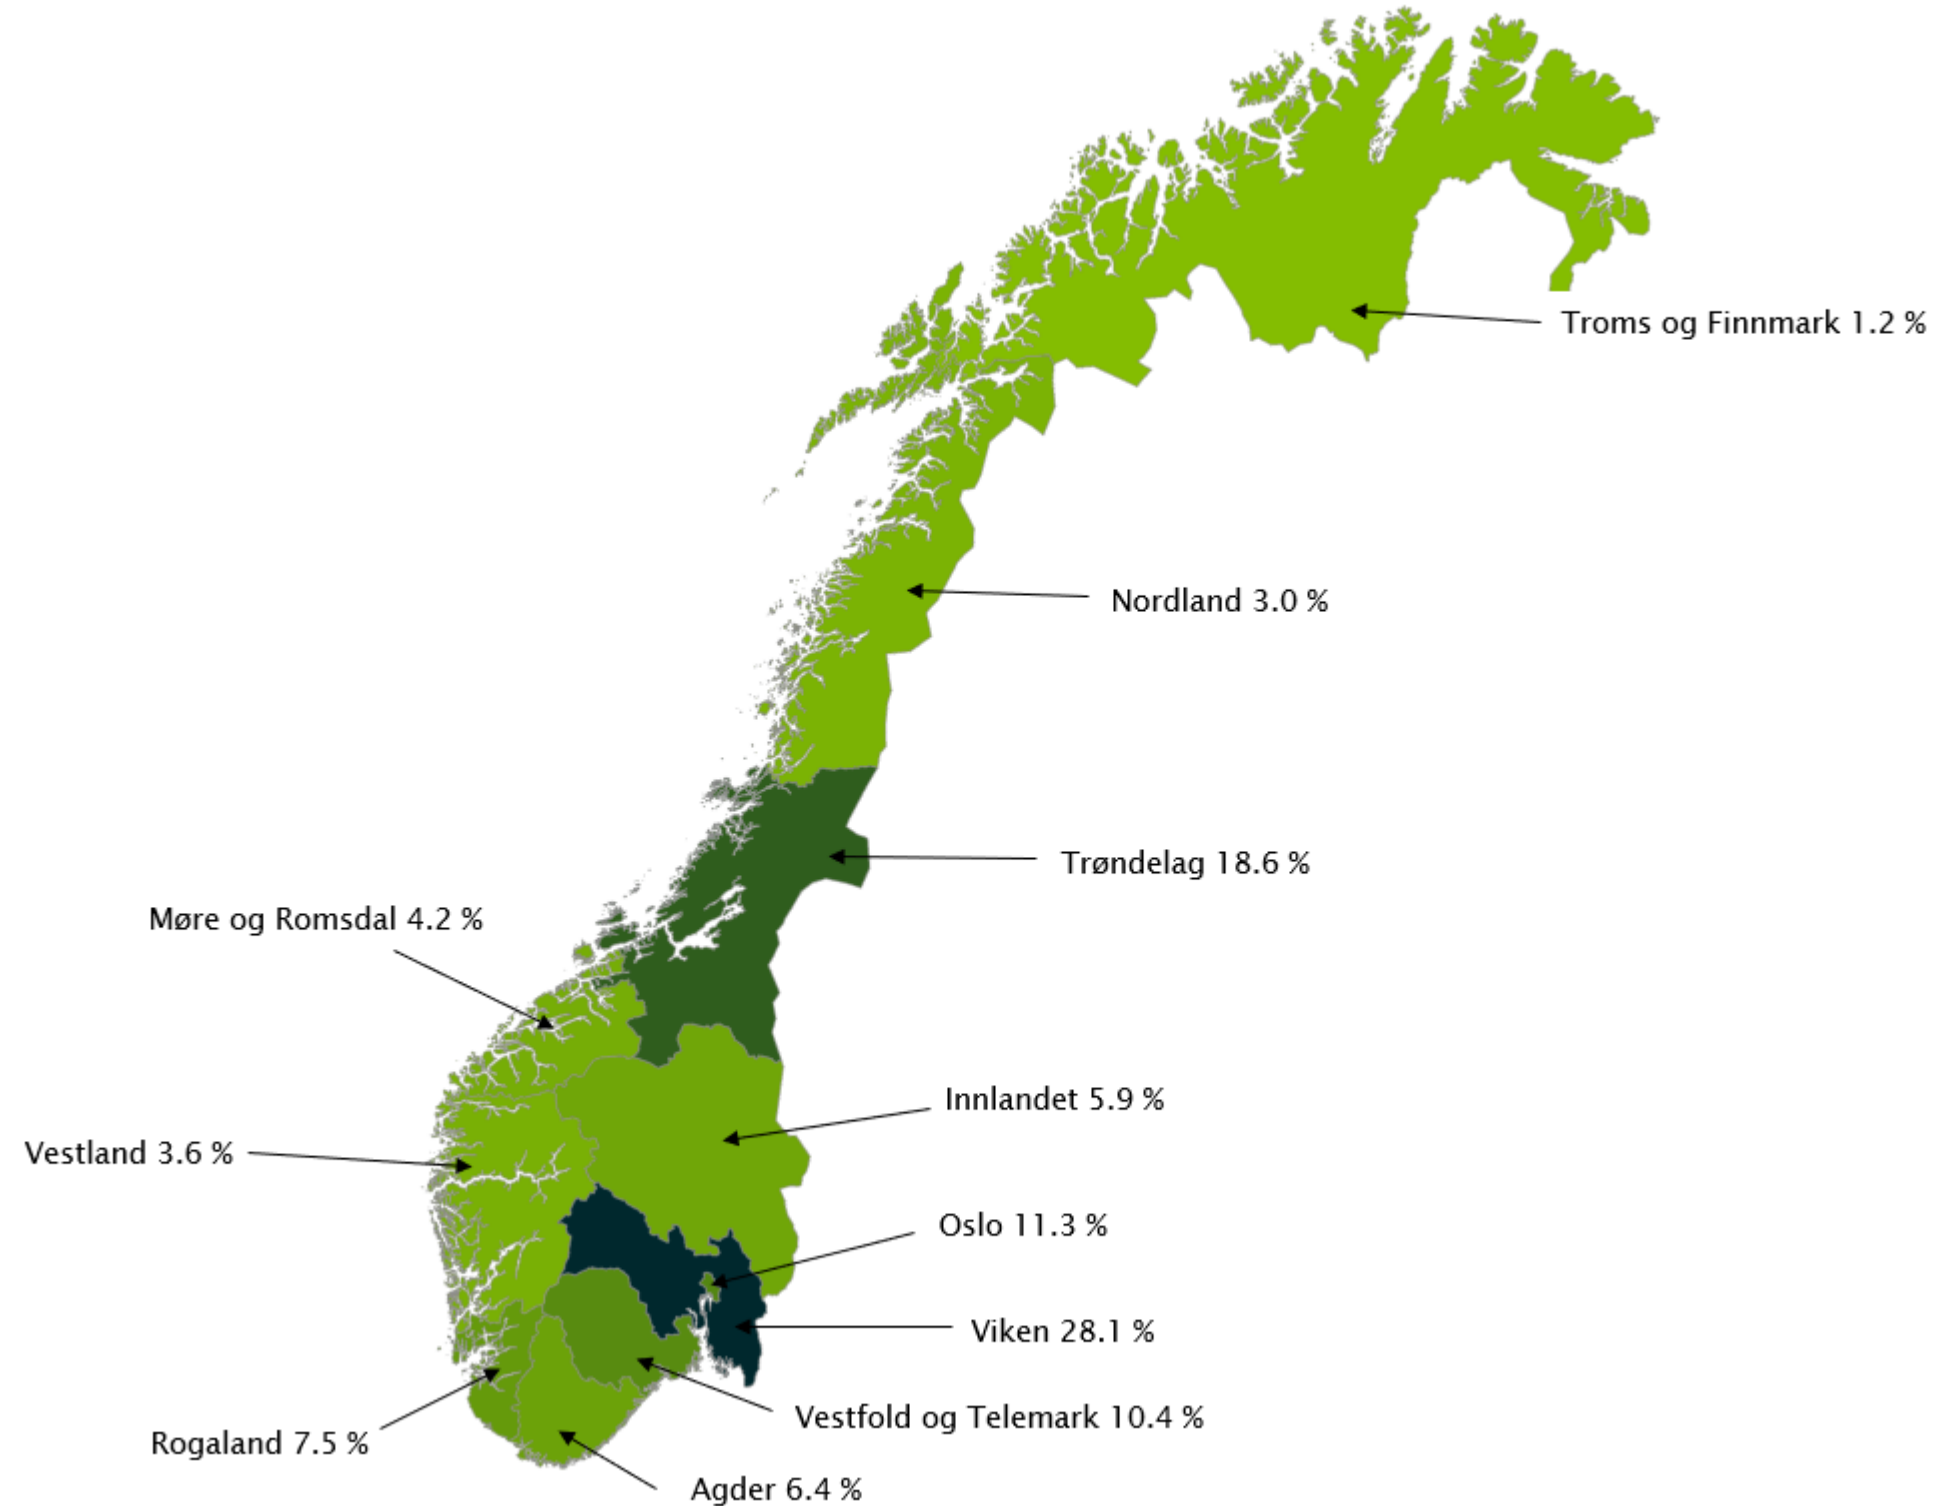 Troms og Finnmark 1.2 %
Nordland 3.0 %
Trøndelag 18.6 %
Møre og Romsdal 4.2 %
Innlandet 5.9 %
Vestland 3.6 %
Oslo 11.3 %
Viken 28.1 %
Vestfold og Telemark 10.4 %
Rogaland 7.5 %
Agder 6.4 %